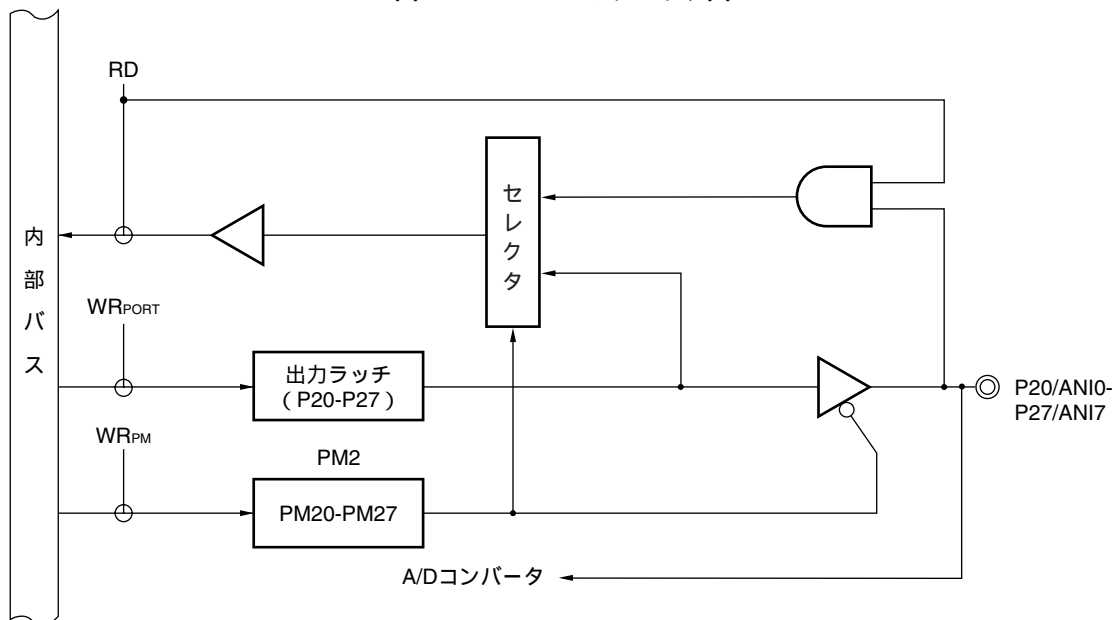 RD
セレクタ
内部バス
WRPORT
出力ラッチ
（P20-P27）
P20/ANI0-
P27/ANI7
WRPM
PM2
PM20-PM27
A/Dコンバータ